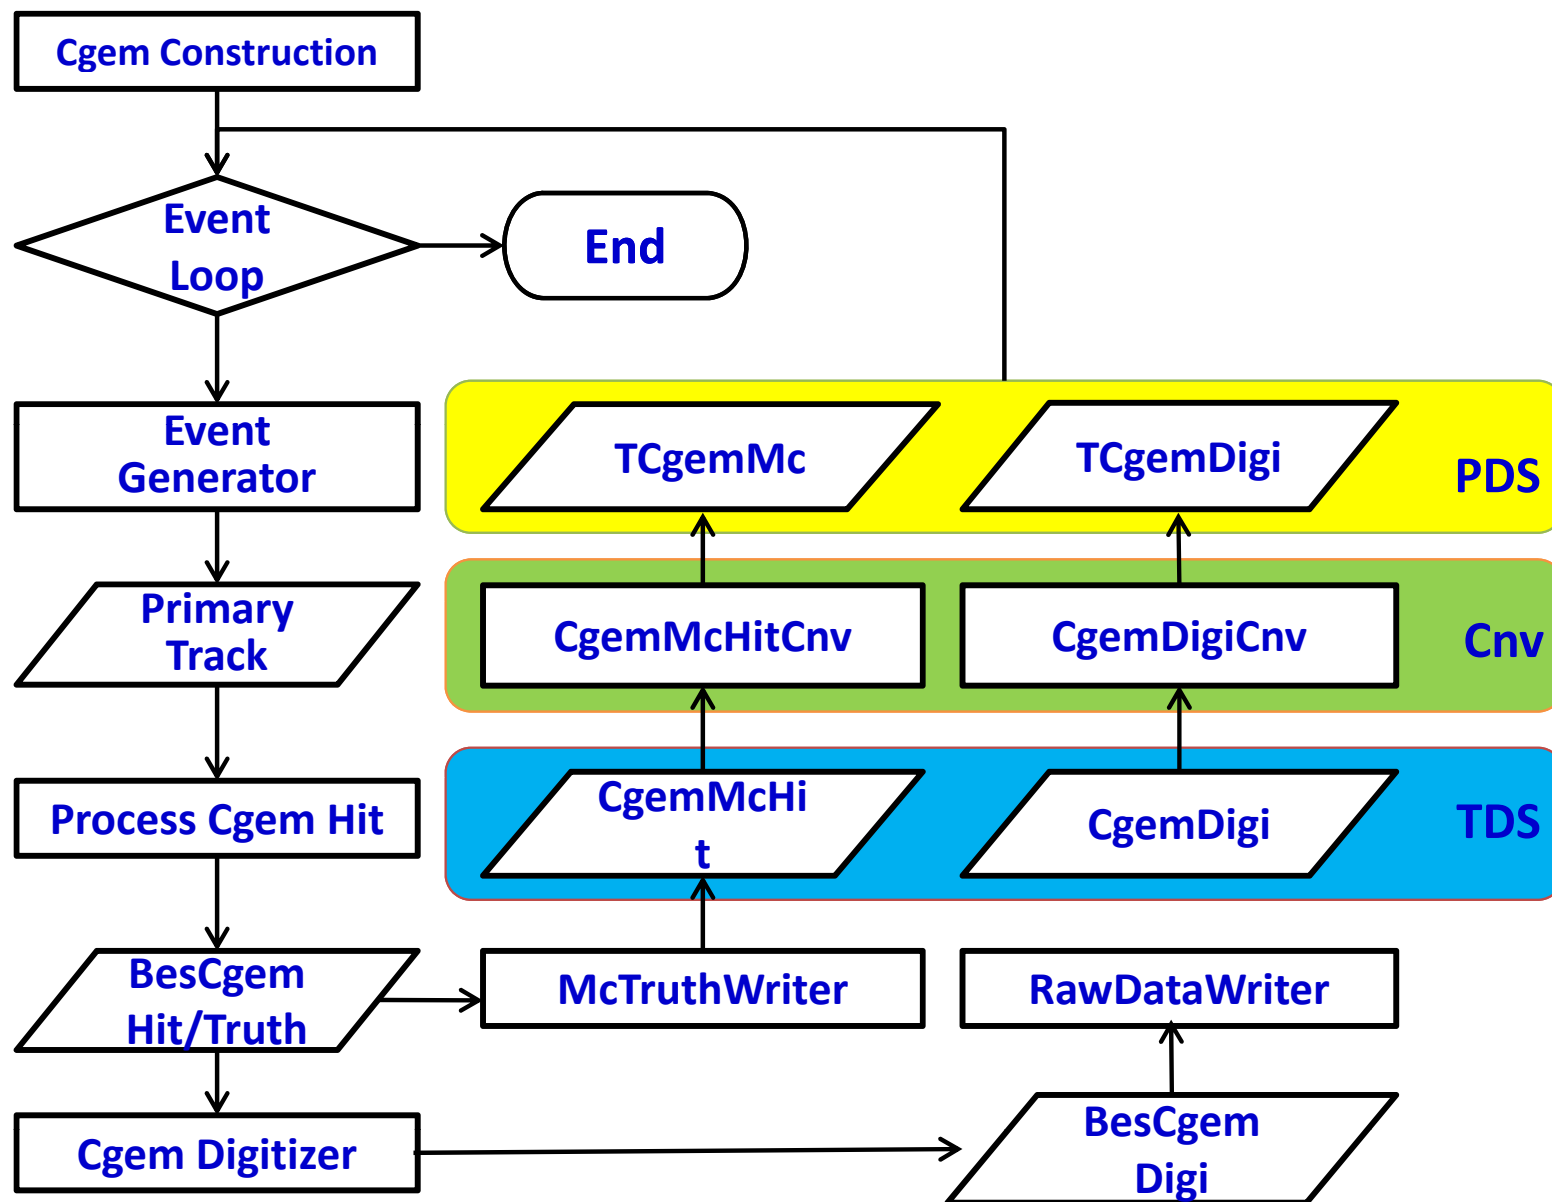 Cgem Construction
Event
Loop
End
Event
Generator
TCgemMc
TCgemDigi
PDS
Primary
Track
CgemMcHitCnv
CgemDigiCnv
Cnv
Process Cgem Hit
CgemMcHi
t
CgemDigi
TDS
BesCgem
Hit/Truth
McTruthWriter
RawDataWriter
Cgem Digitizer
BesCgem
Digi